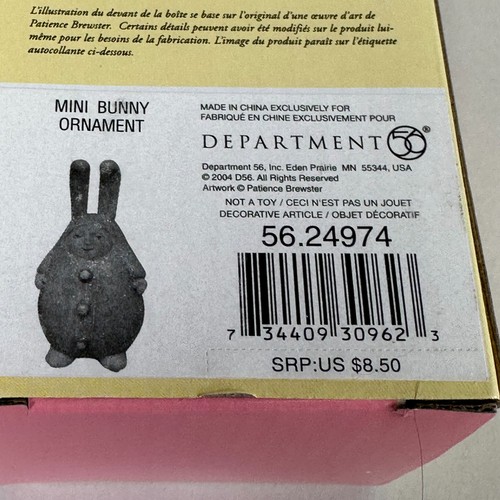 L'illustration du devant de la boîte se base sur l'original d'une œuvre d'art de
Patience Brewster. Certains détails peuvent avoir été modifiés sur le produit lui-
même pour les besoins de la fabrication. L'image du produit paraît sur l'étiquette
autocollante ci-dessous.
MINI BUNNY
ORNAMENT
MADE IN CHINA EXCLUSIVELY FOR
FABRIQUÉ EN CHINE EXCLUSIVEMENT POUR
DEPARTMENT 56®
Department 56, Inc. Eden Prairie MN 55344, USA
© 2004 D56. All Rights Reserved
Artwork © Patience Brewster
NOT A TOY / CECI N'EST PAS UN JOUET
DECORATIVE ARTICLE / OBJET DÉCORATIF
56.24974
7 34409 30962 3
SRP:US $8.50